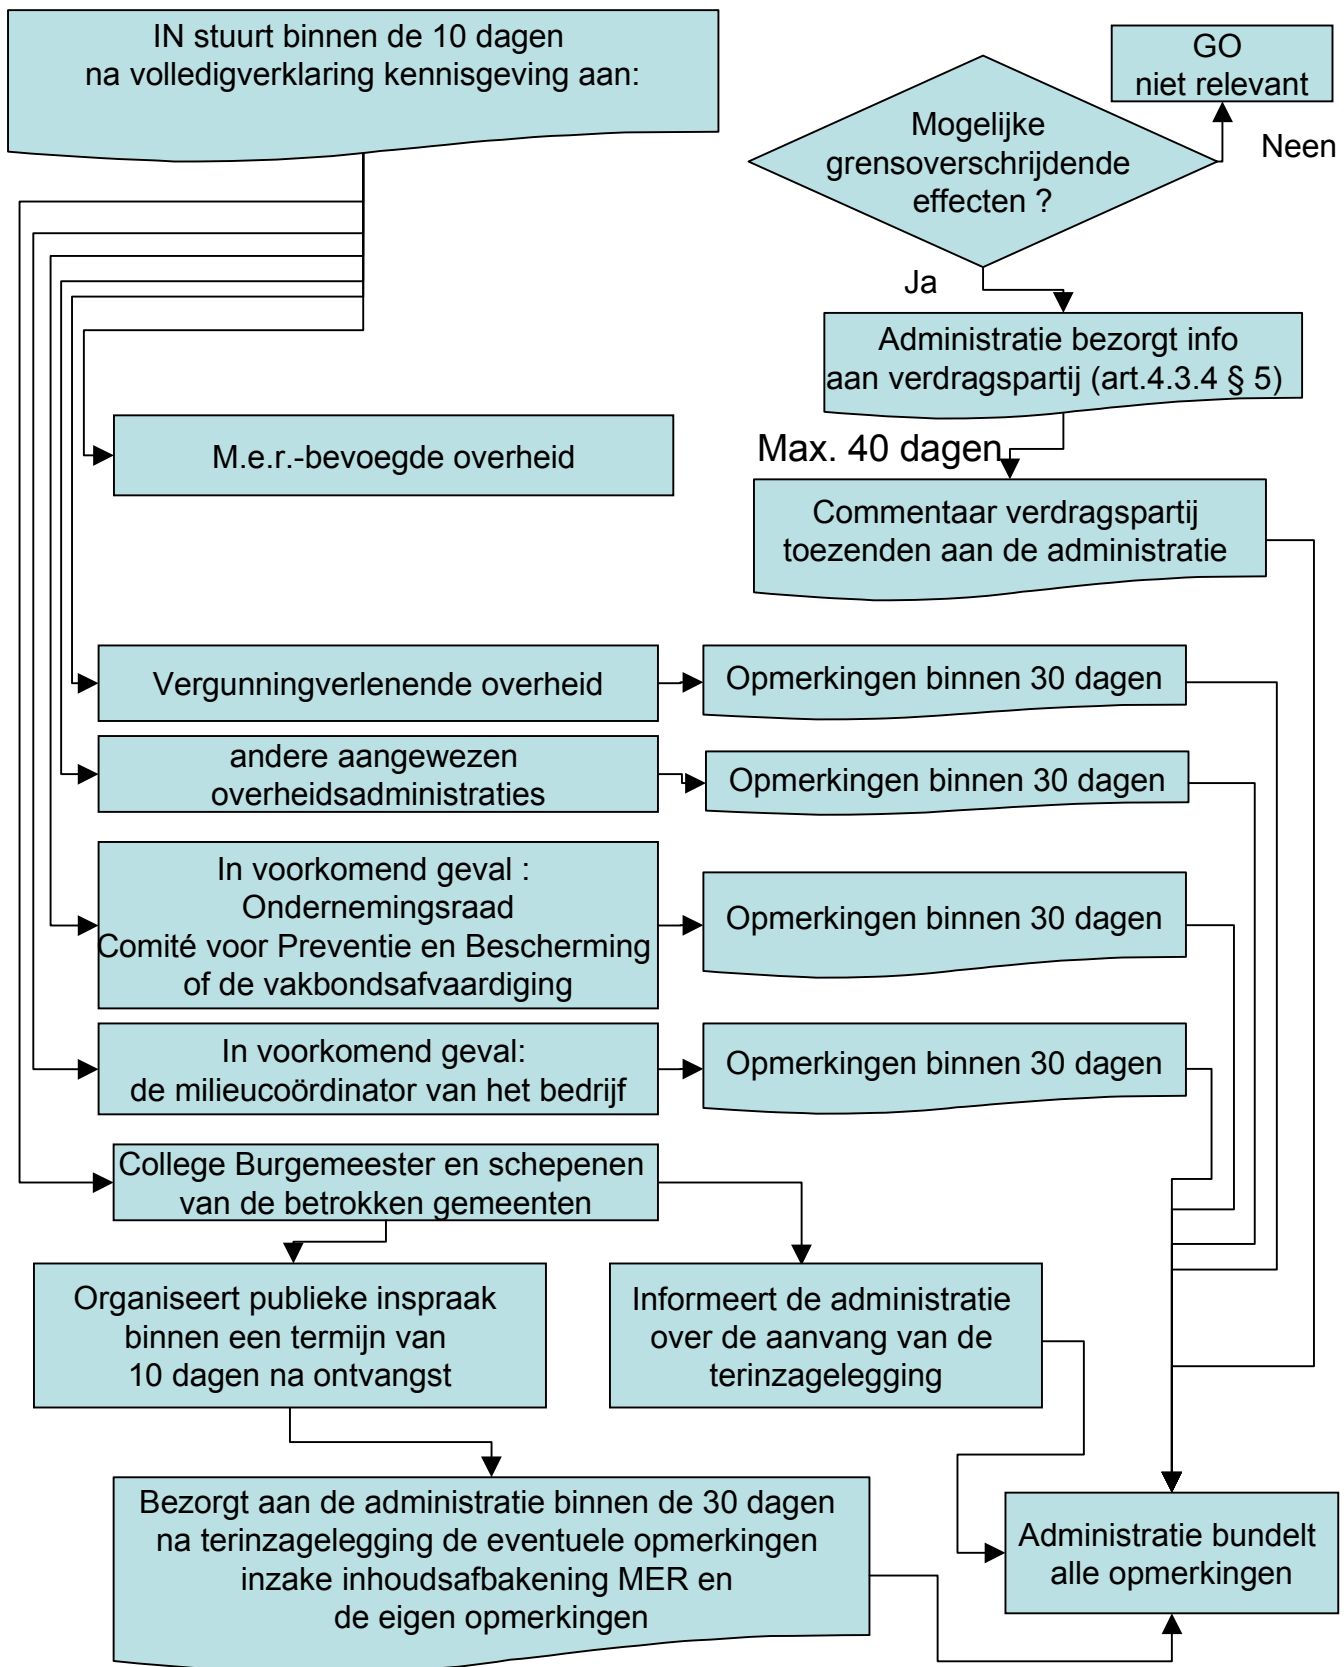 IN stuurt binnen de 10 dagen
na volledigverklaring kennisgeving aan:
GO
niet relevant
Mogelijke
grensoverschrijdende
effecten ?
Neen
Ja
Administratie bezorgt info
aan verdragspartij (art.4.3.4 § 5)
Max. 40 dagen
M.e.r.-bevoegde overheid
Commentaar verdragspartij
toezenden aan de administratie
Vergunningverlenende overheid
Opmerkingen binnen 30 dagen
andere aangewezen
overheidsadministraties
Opmerkingen binnen 30 dagen
In voorkomend geval :
Ondernemingsraad
Comité voor Preventie en Bescherming
of de vakbondsafvaardiging
Opmerkingen binnen 30 dagen
In voorkomend geval:
de milieucoördinator van het bedrijf
Opmerkingen binnen 30 dagen
College Burgemeester en schepenen
van de betrokken gemeenten
Organiseert publieke inspraak
binnen een termijn van
10 dagen na ontvangst
Informeert de administratie
over de aanvang van de
terinzagelegging
Bezorgt aan de administratie binnen de 30 dagen
na terinzagelegging de eventuele opmerkingen
inzake inhoudsafbakening MER en
de eigen opmerkingen
Administratie bundelt
alle opmerkingen